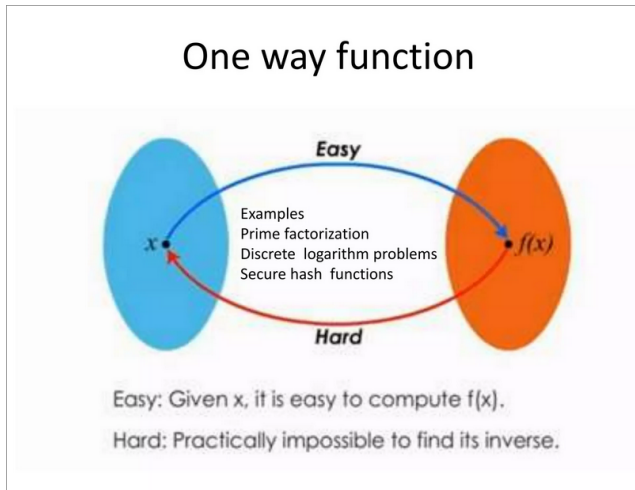 One way function
Easy
Examples
Prime factorization
x
Discrete logarithm problems
f(x)
Secure hash functions
Hard
Easy: Given x, it is easy to compute f(x).
Hard: Practically impossible to find its inverse.